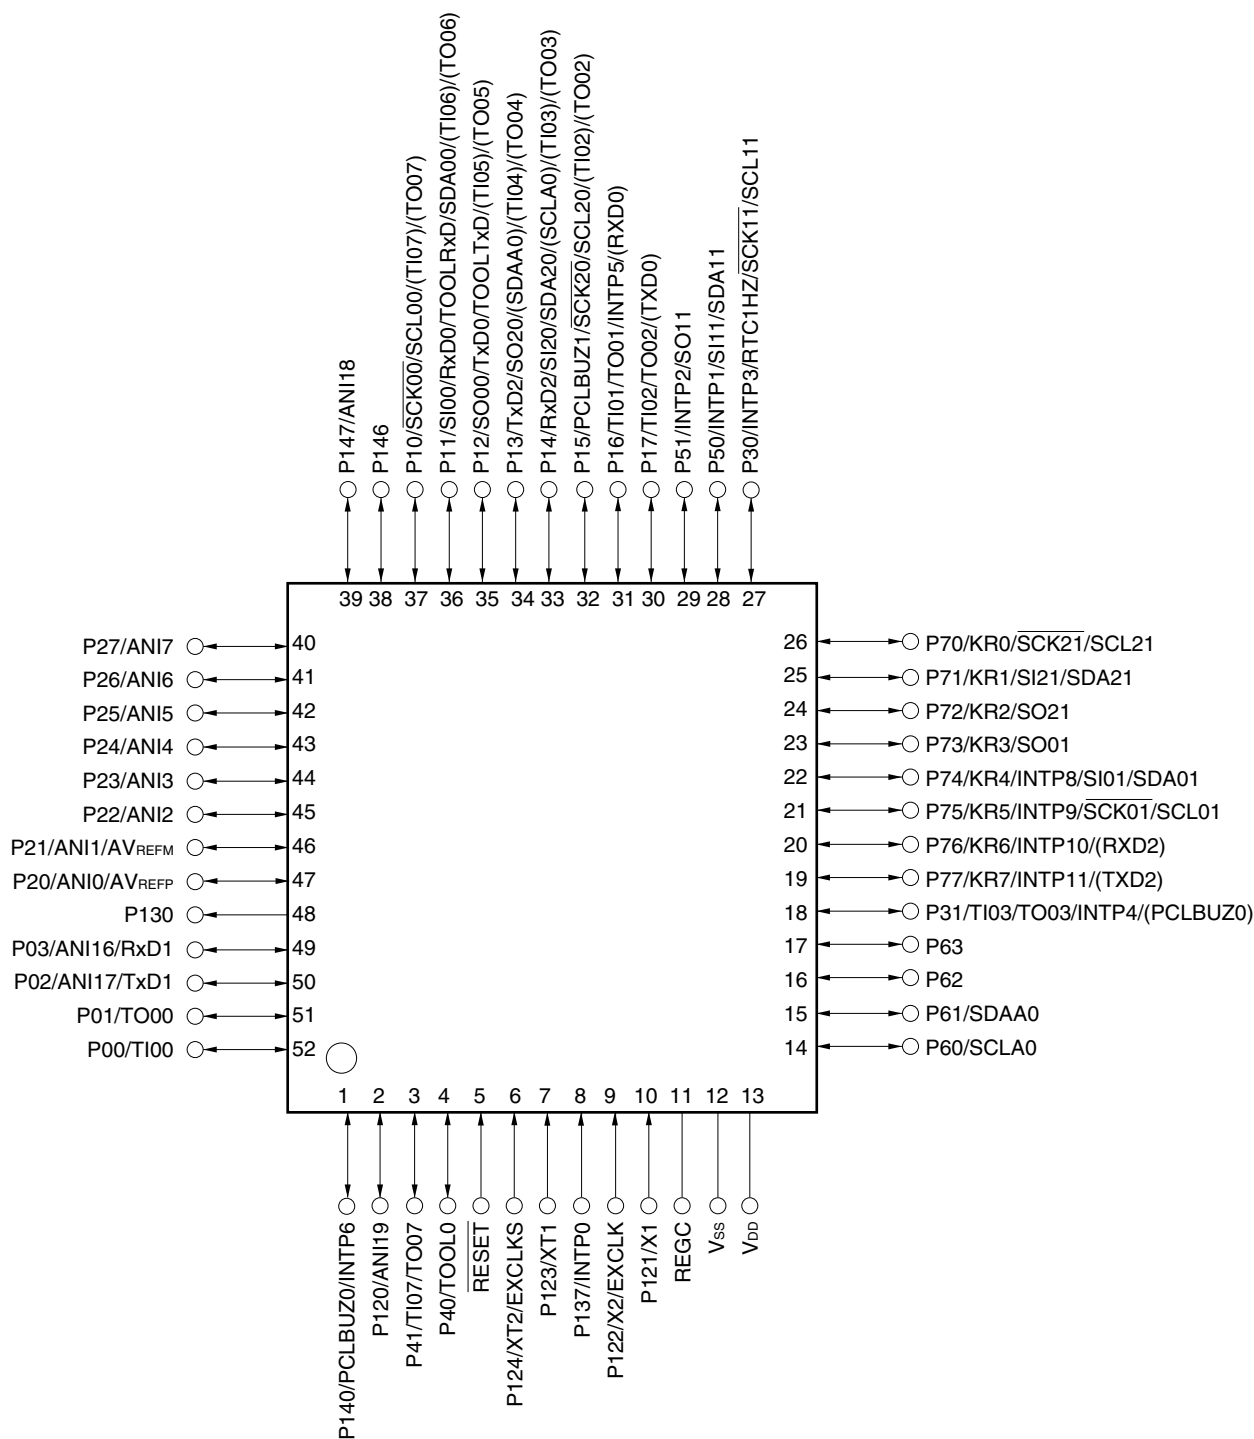 P147/ANI18
P146
P10/SCK00/SCL00/(TI07)/(TO07)
P11/SI00/RxD0/TOOLRxD/SDA00/(TI06)/(TO06)
P12/SO00/TxD0/TOOLTxD/(TI05)/(TO05)
P13/TxD2/SO20/(SDAA0)/(TI04)/(TO04)
P14/RxD2/SI20/SDA20/(SCLA0)/(TI03)/(TO03)
P15/PCLBUZ1/SCK20/SCL20/(TI02)/(TO02)
P16/TI01/TO01/INTP5/(RXD0)
P17/TI02/TO02/(TXD0)
P51/INTP2/SO11
P50/INTP1/SI11/SDA11
P30/INTP3/RTC1HZ/SCK11/SCL11
39 38 37 36 35 34 33 32 31 30 29 28 27
P27/ANI7 40
P26/ANI6 41
P25/ANI5 42
P24/ANI4 43
P23/ANI3 44
P22/ANI2 45
P21/ANI1/AVREFM 46
P20/ANI0/AVREFP 47
P130 48
P03/ANI16/RxD1 49
P02/ANI17/TxD1 50
P01/TO00 51
P00/TI00 52
26 P70/KR0/SCK21/SCL21
25 P71/KR1/SI21/SDA21
24 P72/KR2/SO21
23 P73/KR3/SO01
22 P74/KR4/INTP8/SI01/SDA01
21 P75/KR5/INTP9/SCK01/SCL01
20 P76/KR6/INTP10/(RXD2)
19 P77/KR7/INTP11/(TXD2)
18 P31/TI03/TO03/INTP4/(PCLBUZ0)
17 P63
16 P62
15 P61/SDAA0
14 P60/SCLA0
1 2 3 4 5 6 7 8 9 10 11 12 13
P140/PCLBUZ0/INTP6
P120/ANI19
P41/TI07/TO07
P40/TOOL0
RESET
P124/XT2/EXCLKS
P123/XT1
P137/INTP0
P122/X2/EXCLK
P121/X1
REGC
VSS
VDD